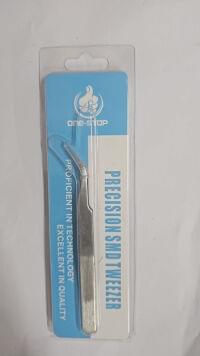 ONE-STOP
PRECISION SMD TWEEZER
PROFICIENT IN TECHNOLOGY
EXCELLENT IN QUALITY